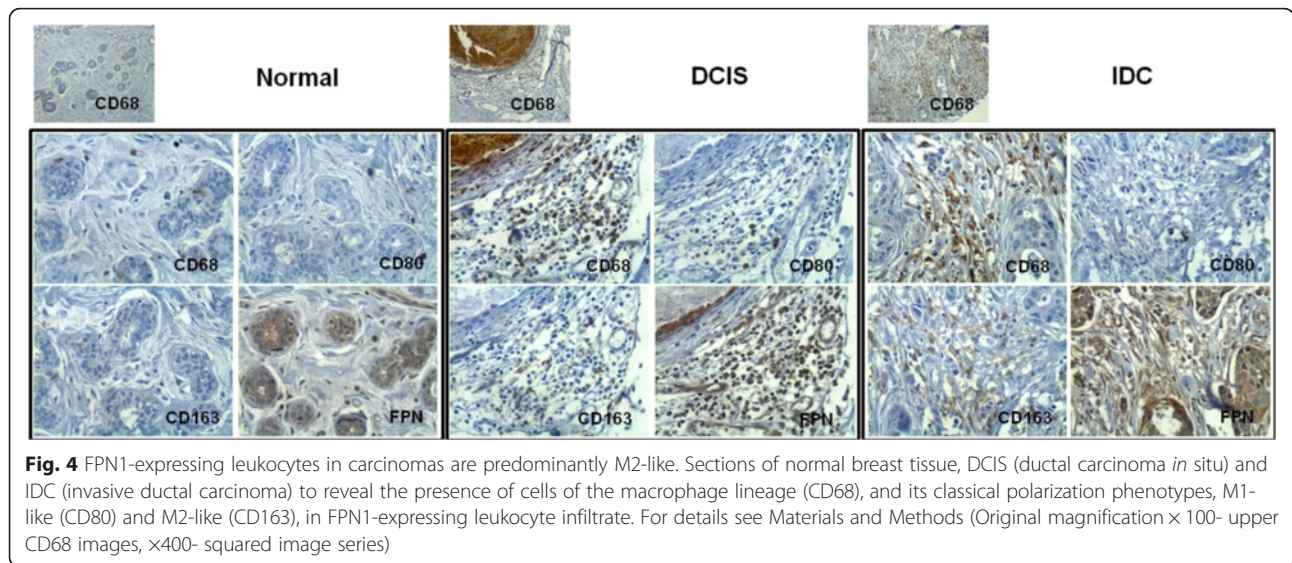 CD68
Normal
CD68
DCIS
CD68
IDC
CD68
CD80
CD68
CD80
CD68
CD80
CD163
FPN
CD163
FPN
CD163
FPN
Fig. 4 FPN1-expressing leukocytes in carcinomas are predominantly M2-like. Sections of normal breast tissue, DCIS (ductal carcinoma in situ) and
IDC (invasive ductal carcinoma) to reveal the presence of cells of the macrophage lineage (CD68), and its classical polarization phenotypes, M1-
like (CD80) and M2-like (CD163), in FPN1-expressing leukocyte infiltrate. For details see Materials and Methods (Original magnification × 100- upper
CD68 images, ×400- squared image series)